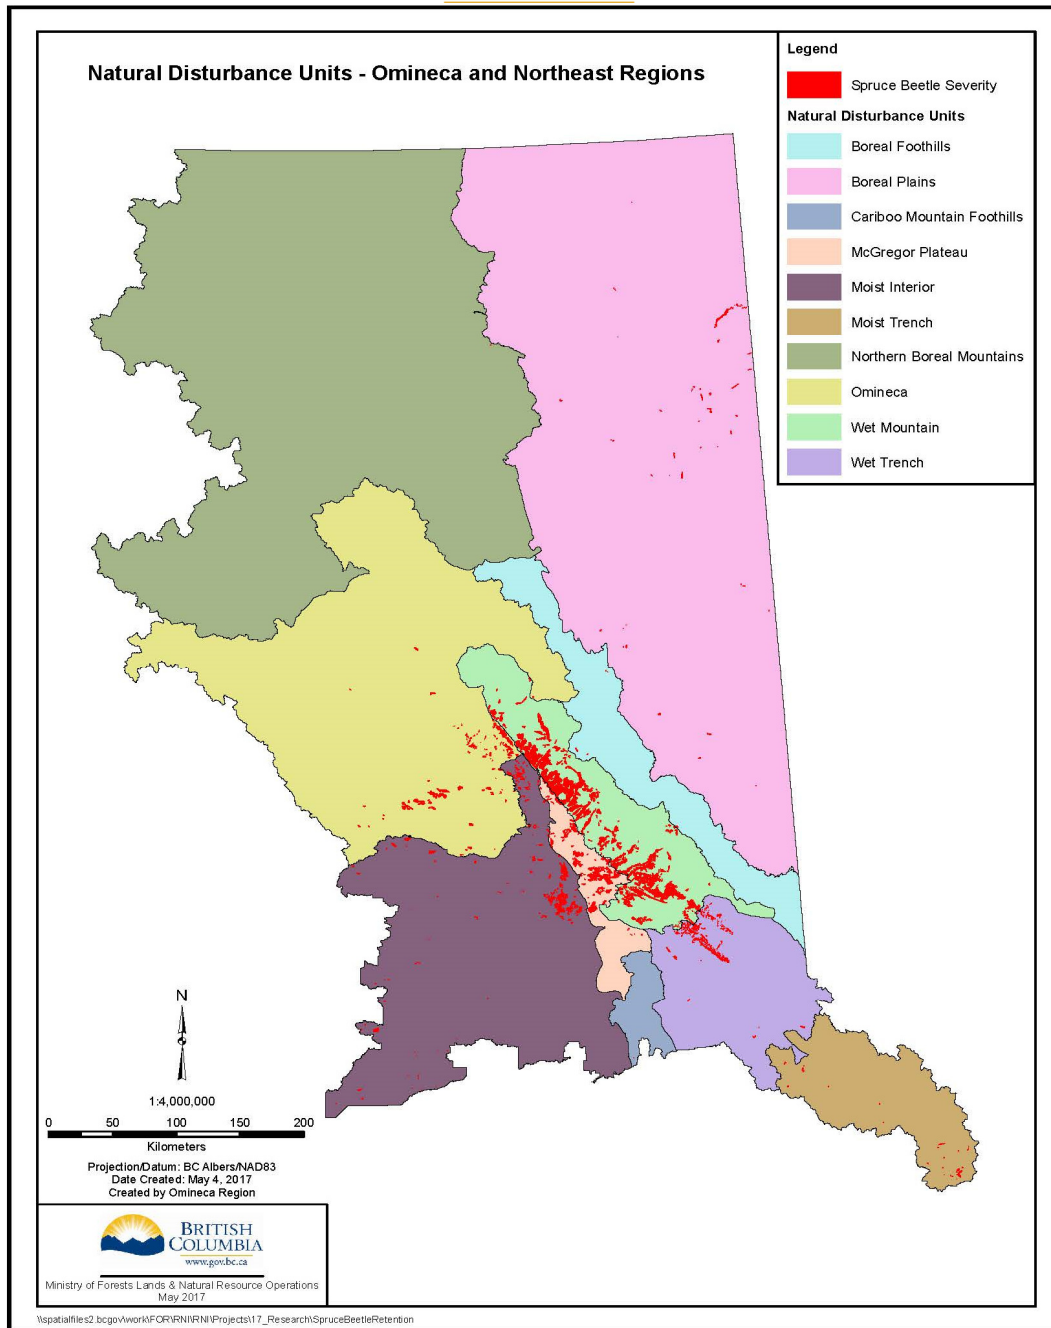 Natural Disturbance Units - Omineca and Northeast Regions
Legend
Spruce Beetle Severity
Natural Disturbance Units
Boreal Foothills
Boreal Plains
Cariboo Mountain Foothills
McGregor Plateau
Moist Interior
Moist Trench
Northern Boreal Mountains
Omineca
Wet Mountain
Wet Trench
N
1:4,000,000
0 50 100 150 200
Kilometers
Projection/Datum: BC Albers/NAD83
Date Created: May 4, 2017
Created by Omineca Region
BRITISH
COLUMBIA
www.gov.bc.ca
Ministry of Forests Lands & Natural Resource Operations
May 2017
\\spatialfiles2.bcgov\work\FOR\RNI\RNI\Projects\17_Research\SpruceBeetleRetention